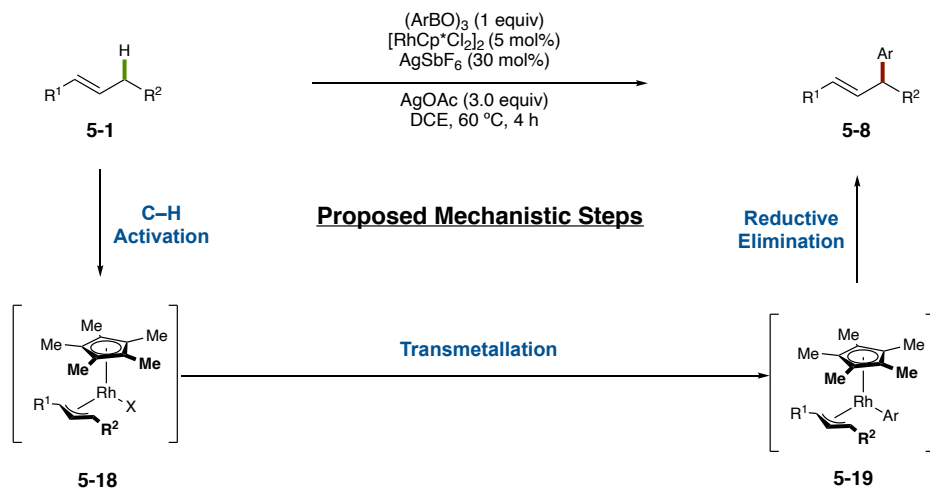 (ArBO)3 (1 equiv)
[RhCp*Cl2]2 (5 mol%)
AgSbF6 (30 mol%)
AgOAc (3.0 equiv)
DCE, 60 ºC, 4 h
H
R1
R2
5-1
Ar
R1
R2
5-8
C–H
Activation
Proposed Mechanistic Steps
Reductive
Elimination
Me
Me
Me
Me
Me
Rh
X
R1
R2
5-18
Transmetallation
Me
Me
Me
Me
Me
Rh
Ar
R1
R2
5-19